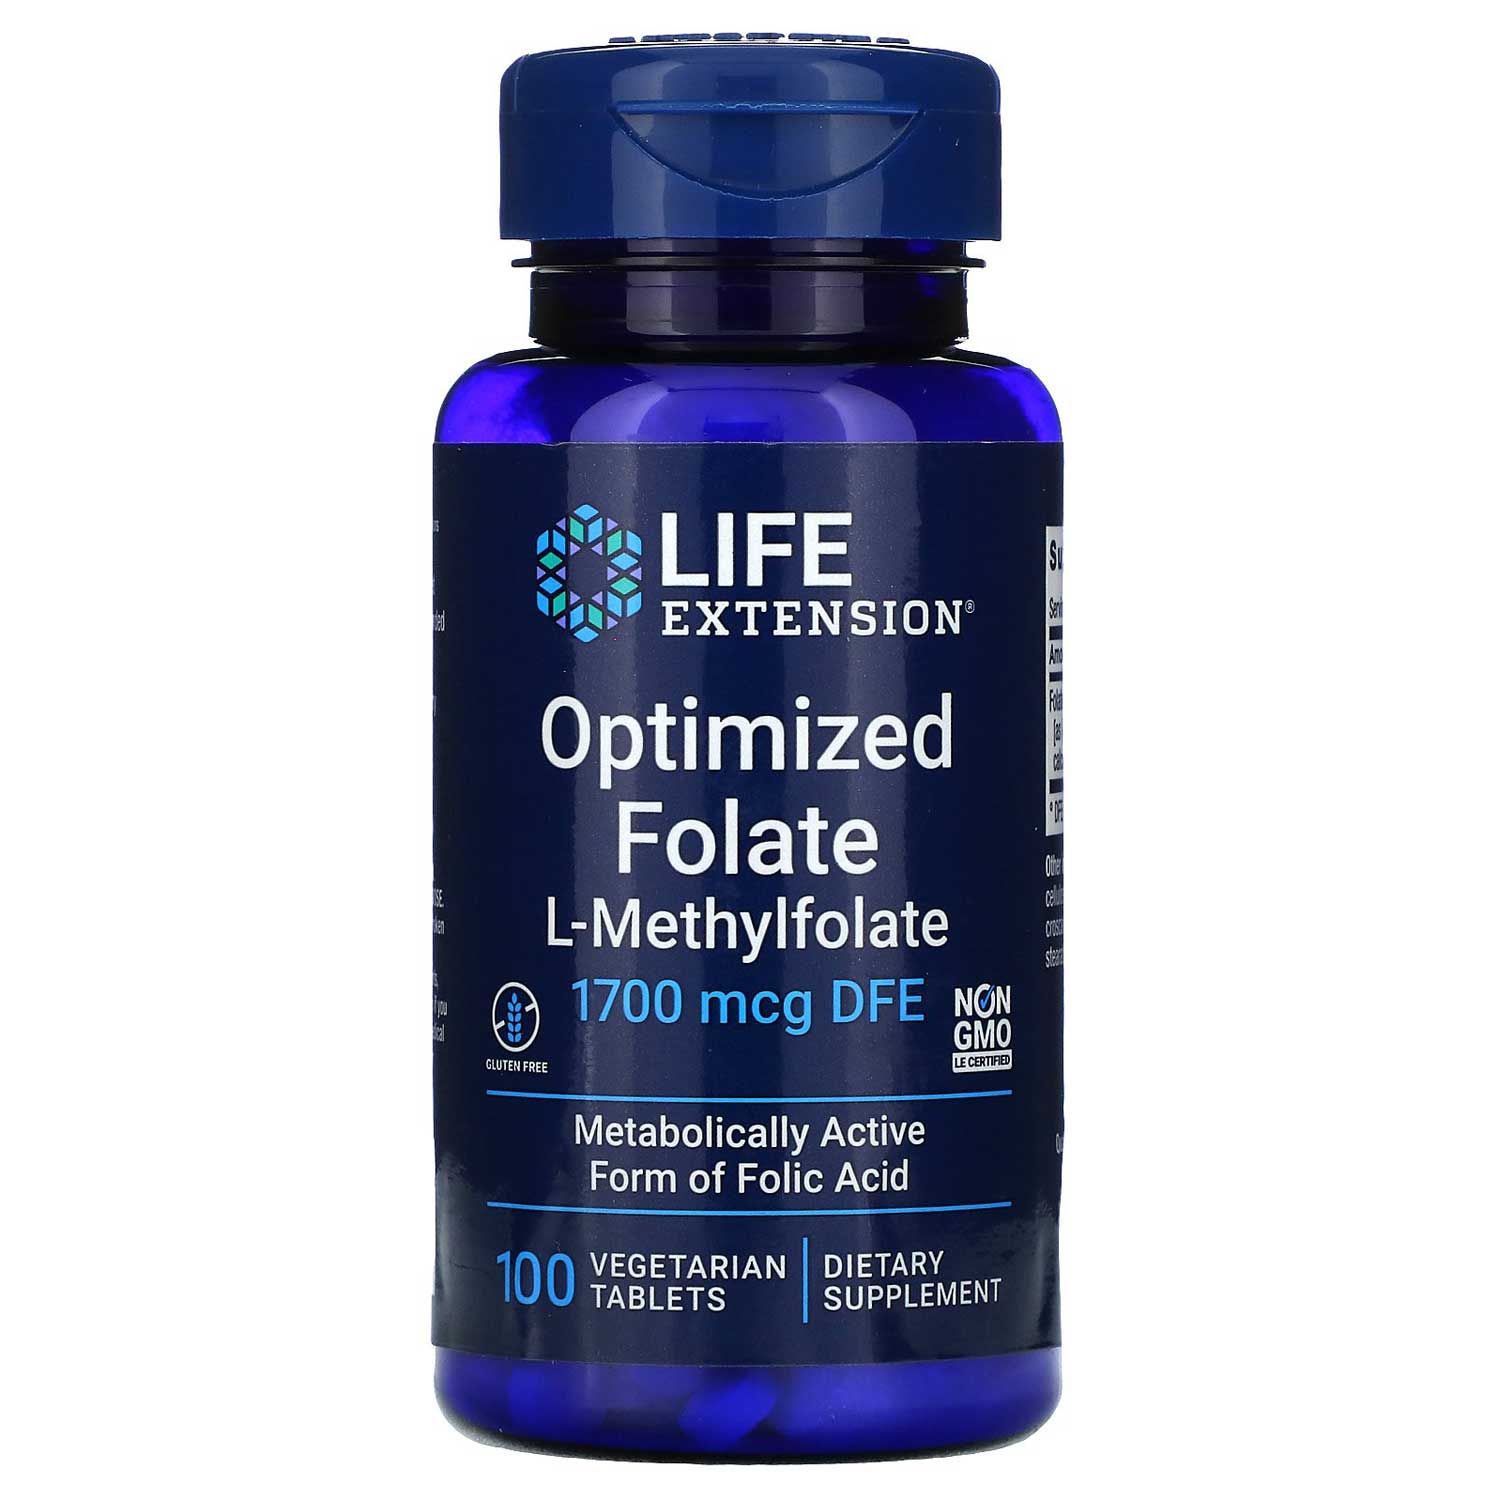 LIFE
EXTENSION®
Optimized
Folate
L-Methylfolate
1700 mcg DFE
GLUTEN FREE
NON
GMO
LE CERTIFIED
Metabolically Active
Form of Folic Acid
100 VEGETARIAN
TABLETS
DIETARY
SUPPLEMENT